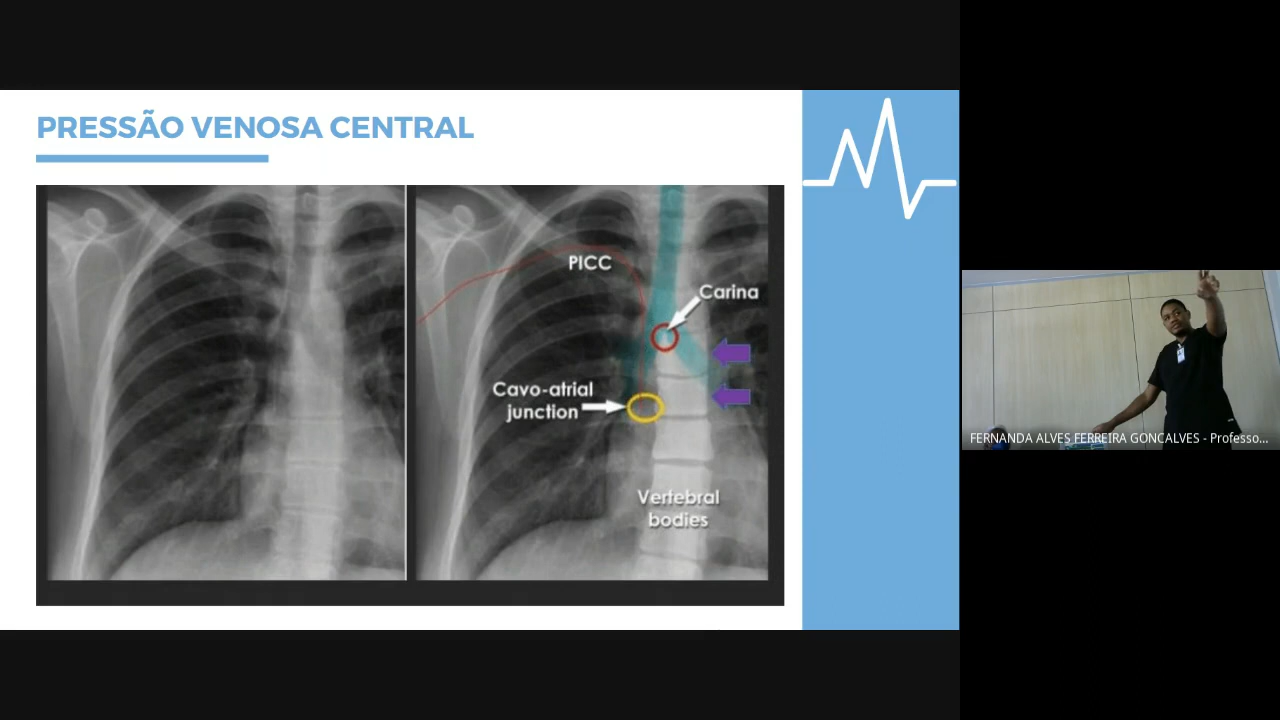 PRESSÃO VENOSA CENTRAL
PICC
Carina
Cavo-atrial
junction
Vertebral
bodies
FERNANDA ALVES FERREIRA GONCALVES - Professo...